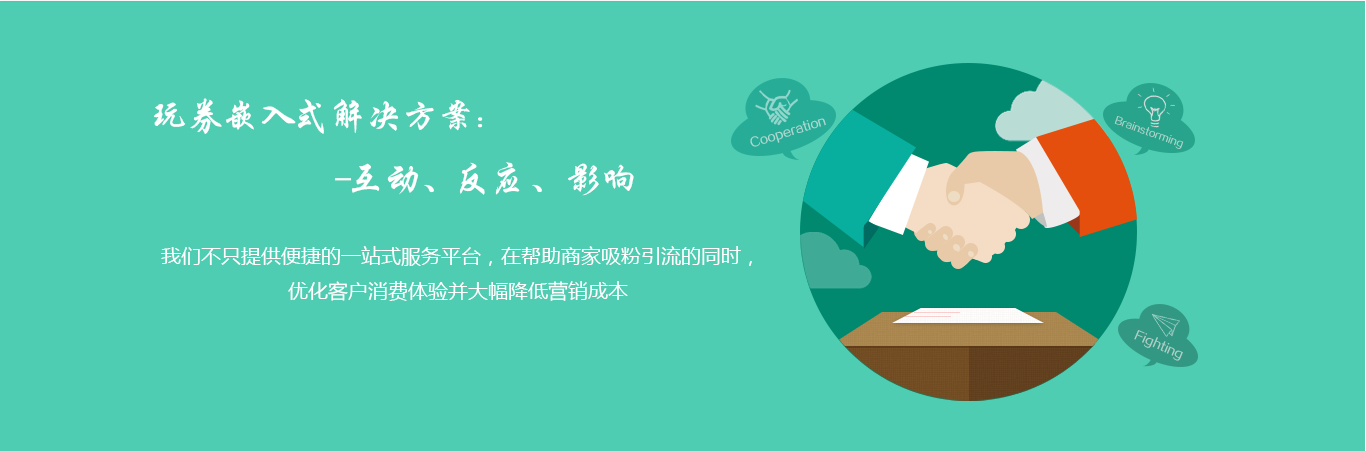 玩券嵌入式解决方案：
–互动、反应、影响
我们不只提供便捷的一站式服务平台，在帮助商家吸粉引流的同时，
优化客户消费体验并大幅降低营销成本
Cooperation
Brainstorming
Fighting